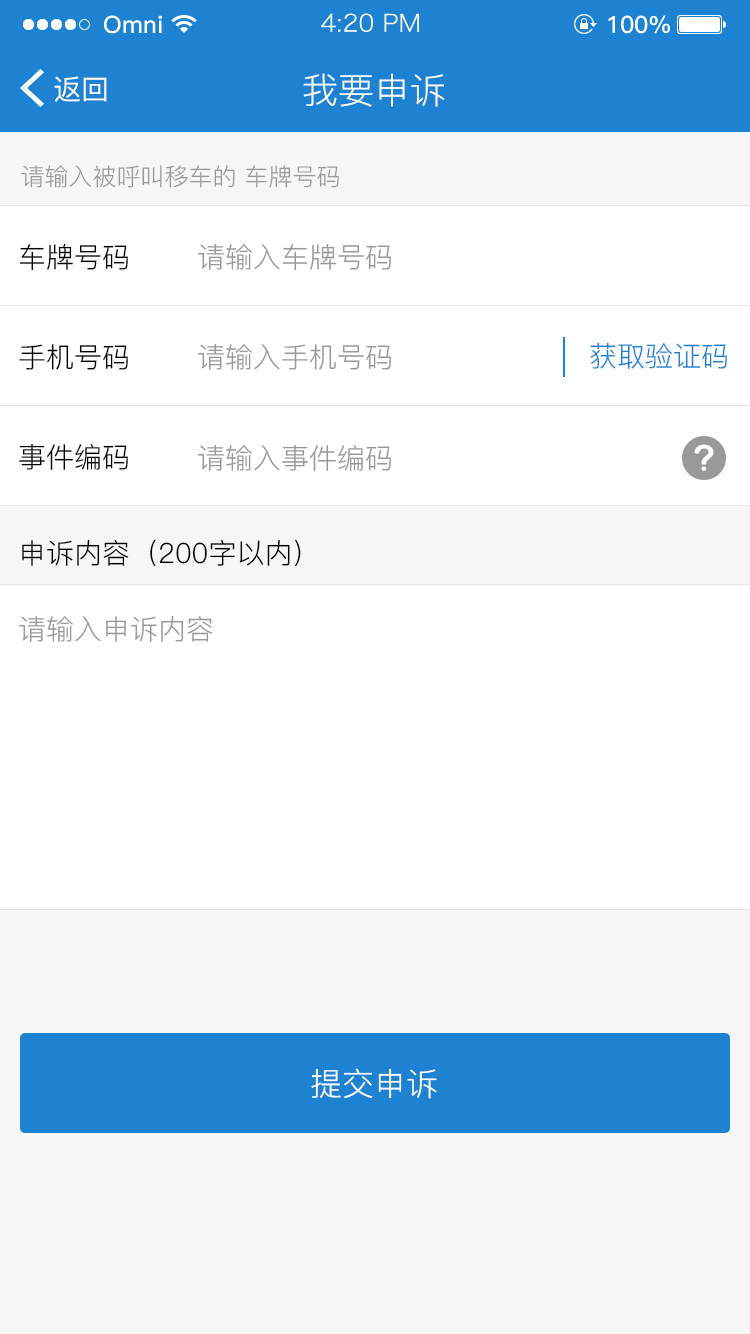 Omni 4:20 PM 100%
返回 我要申诉
请输入被呼叫移车的 车牌号码
车牌号码 请输入车牌号码
手机号码 请输入手机号码 获取验证码
事件编码 请输入事件编码 ?
申诉内容（200字以内）
请输入申诉内容
提交申诉